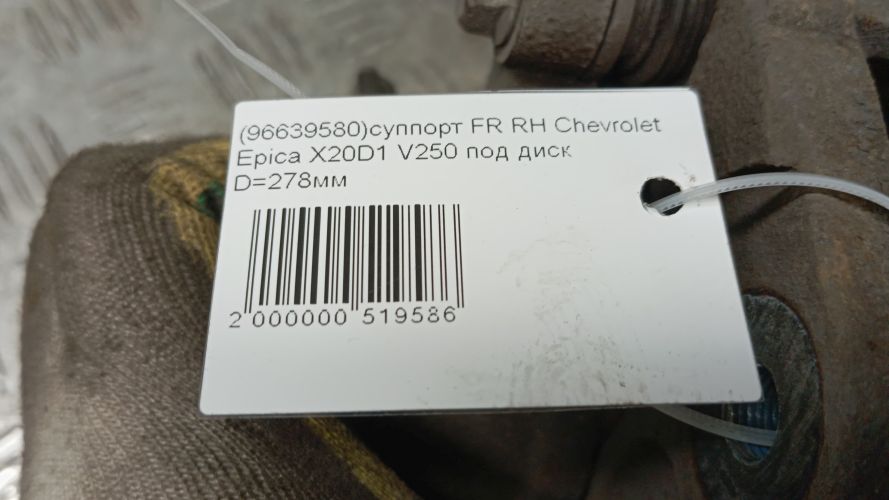 (96639580)суппорт FR RH Chevrolet
Epica X20D1 V250 под диск
D=278мм
2 000000 519586